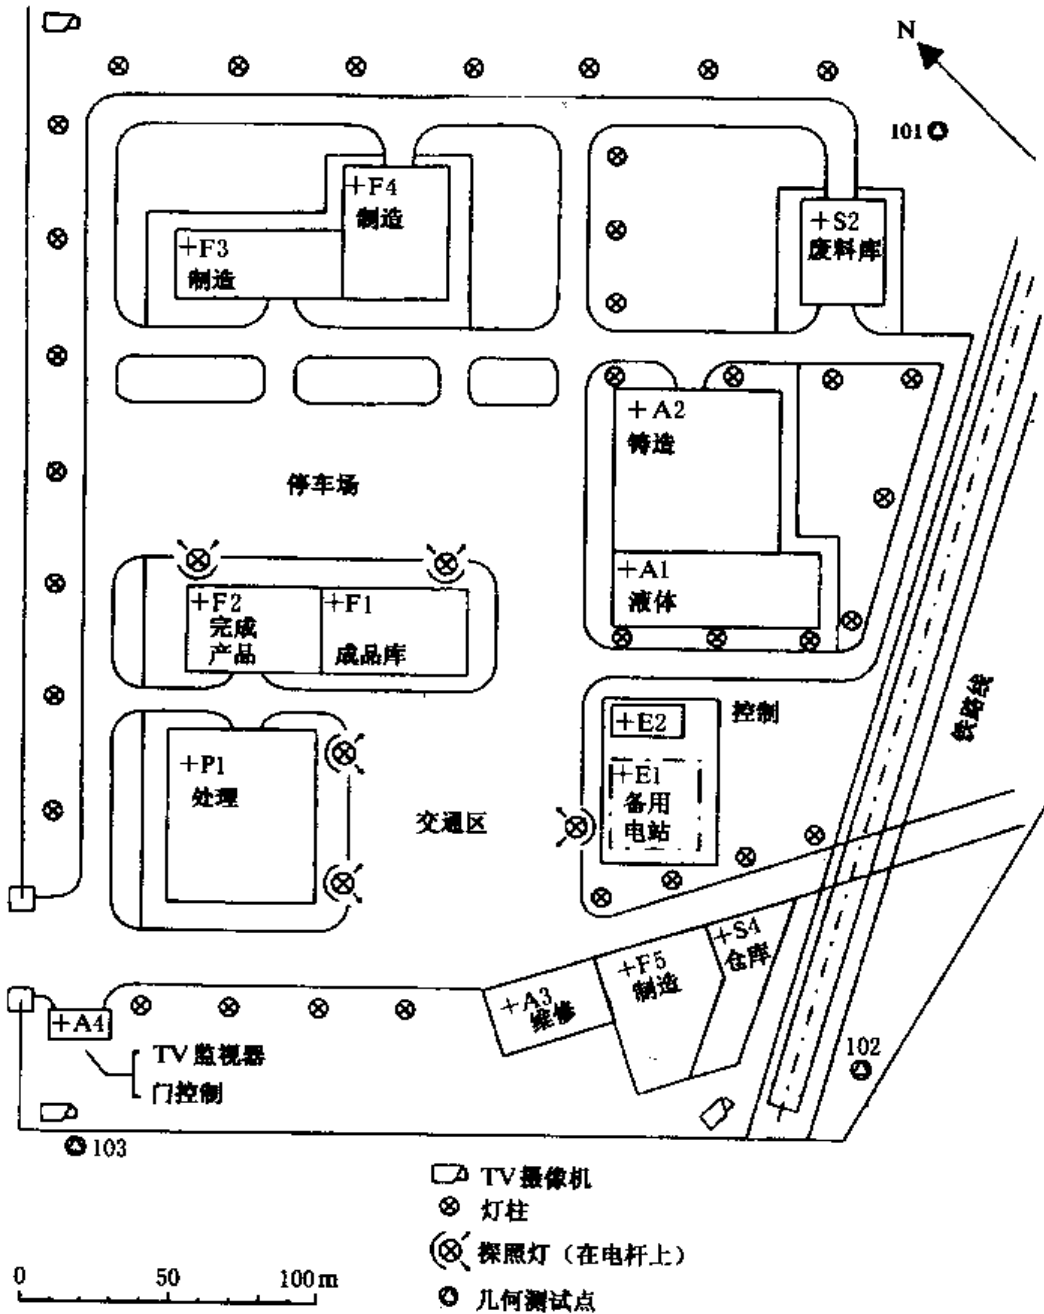 N
101
+F4
制造
+S2
废料库
+F3
制造
+A2
铸造
停车场
+A1
液体
+F2
完成
产品
+F1
成品库
控制
+E2
铁路线
+P1
处理
+E1
备用
电站
交通区
+S4
仓库
+F5
制造
+A3
维修
+A4
TV监视器
门控制
102
103
TV摄像机
灯柱
探照灯（在电杆上）
几何测试点
0 50 100m